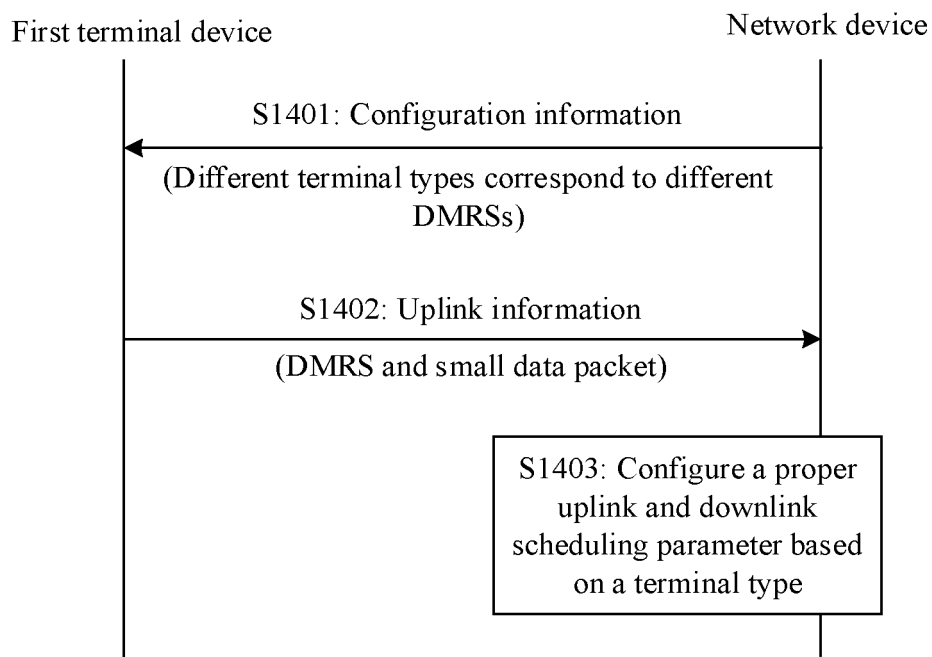 First terminal device
Network device
S1401: Configuration information
(Different terminal types correspond to different
DMRSs)
S1402: Uplink information
(DMRS and small data packet)
S1403: Configure a proper
uplink and downlink
scheduling parameter based
on a terminal type